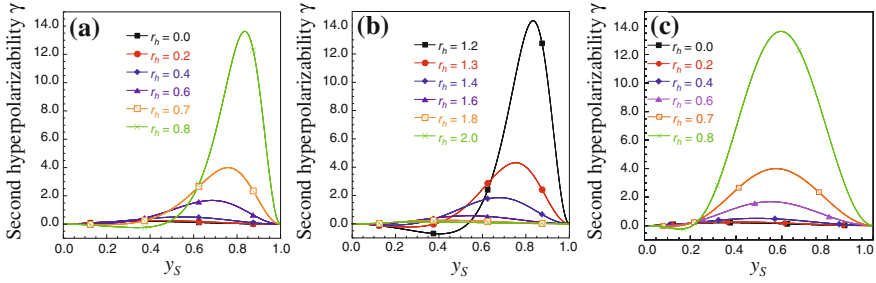 (a)
Second hyperpolarizability γ
14.0
12.0
10.0
8.0
6.0
4.0
2.0
0.0
r_h = 0.0
r_h = 0.2
r_h = 0.4
r_h = 0.6
r_h = 0.7
r_h = 0.8
0.0 0.2 0.4 0.6 0.8 1.0
y_S
(b)
Second hyperpolarizability γ
14.0
12.0
10.0
8.0
6.0
4.0
2.0
0.0
r_h = 1.2
r_h = 1.3
r_h = 1.4
r_h = 1.6
r_h = 1.8
r_h = 2.0
0.0 0.2 0.4 0.6 0.8 1.0
y_S
(c)
Second hyperpolarizability γ
14.0
12.0
10.0
8.0
6.0
4.0
2.0
0.0
r_h = 0.0
r_h = 0.2
r_h = 0.4
r_h = 0.6
r_h = 0.7
r_h = 0.8
0.0 0.2 0.4 0.6 0.8 1.0
y_S